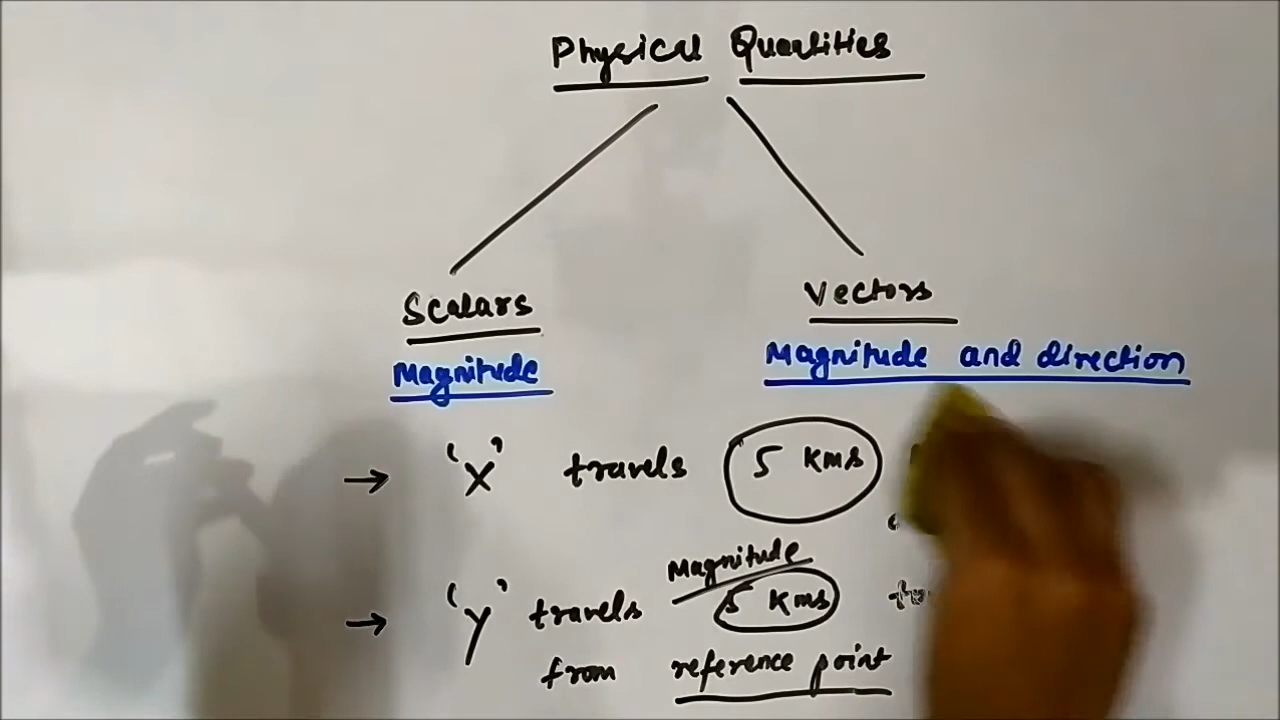 Physical Quantities
Scalars
Vectors
Magnitude
Magnitude and direction
→ 'X' travels 5 kms
Magnitude
→ 'Y' travels 5 kms
from reference point